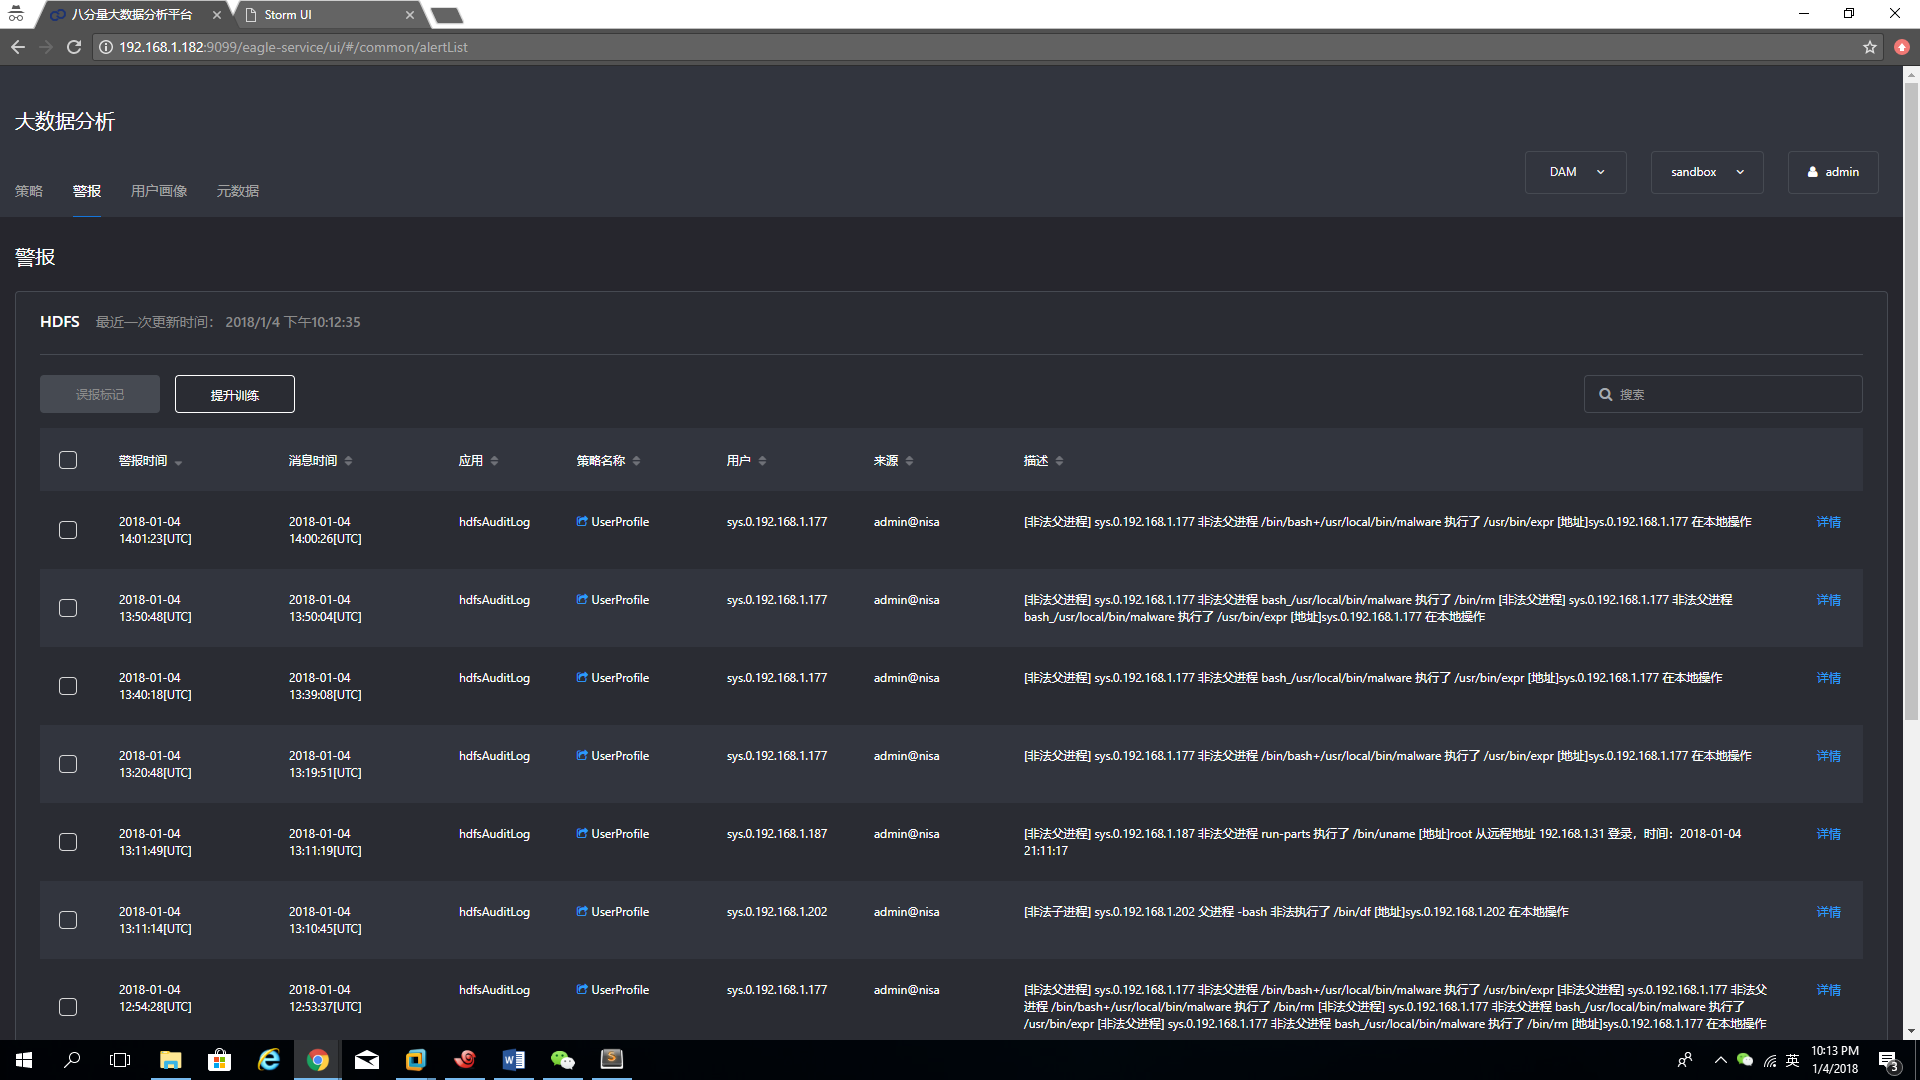 八分量大数据分析平台
Storm UI
192.168.1.182:9099/eagle-service/ui/#/common/alertList
大数据分析
策略 警报 用户画像 元数据
DAM sandbox admin
警报
HDFS 最近一次更新时间： 2018/1/4 下午10:12:35
误报标记 提升训练 搜索
警报时间 消息时间 应用 策略名称 用户 来源 描述
2018-01-04
14:01:23[UTC]
2018-01-04
14:00:26[UTC]
hdfsAuditLog
UserProfile
sys.0.192.168.1.177
admin@nisa
[非法父进程] sys.0.192.168.1.177 非法父进程 /bin/bash+/usr/local/bin/malware 执行了 /usr/bin/expr [地址]sys.0.192.168.1.177 在本地操作
详情
2018-01-04
13:50:48[UTC]
2018-01-04
13:50:04[UTC]
hdfsAuditLog
UserProfile
sys.0.192.168.1.177
admin@nisa
[非法父进程] sys.0.192.168.1.177 非法父进程 bash_/usr/local/bin/malware 执行了 /bin/rm [非法父进程] sys.0.192.168.1.177 非法父进程
bash_/usr/local/bin/malware 执行了 /usr/bin/expr [地址]sys.0.192.168.1.177 在本地操作
详情
2018-01-04
13:40:18[UTC]
2018-01-04
13:39:08[UTC]
hdfsAuditLog
UserProfile
sys.0.192.168.1.177
admin@nisa
[非法父进程] sys.0.192.168.1.177 非法父进程 bash_/usr/local/bin/malware 执行了 /usr/bin/expr [地址]sys.0.192.168.1.177 在本地操作
详情
2018-01-04
13:20:48[UTC]
2018-01-04
13:19:51[UTC]
hdfsAuditLog
UserProfile
sys.0.192.168.1.177
admin@nisa
[非法父进程] sys.0.192.168.1.177 非法父进程 /bin/bash+/usr/local/bin/malware 执行了 /usr/bin/expr [地址]sys.0.192.168.1.177 在本地操作
详情
2018-01-04
13:11:49[UTC]
2018-01-04
13:11:19[UTC]
hdfsAuditLog
UserProfile
sys.0.192.168.1.187
admin@nisa
[非法父进程] sys.0.192.168.1.187 非法父进程 run-parts 执行了 /bin/uname [地址]root 从远程地址 192.168.1.31 登录，时间：2018-01-04
21:11:17
详情
2018-01-04
13:11:14[UTC]
2018-01-04
13:10:45[UTC]
hdfsAuditLog
UserProfile
sys.0.192.168.1.202
admin@nisa
[非法子进程] sys.0.192.168.1.202 父进程 -bash 非法执行了 /bin/df [地址]sys.0.192.168.1.202 在本地操作
详情
2018-01-04
12:54:28[UTC]
2018-01-04
12:53:37[UTC]
hdfsAuditLog
UserProfile
sys.0.192.168.1.177
admin@nisa
[非法父进程] sys.0.192.168.1.177 非法父进程 /bin/bash+/usr/local/bin/malware 执行了 /usr/bin/expr [非法父进程] sys.0.192.168.1.177 非法父
进程 /bin/bash+/usr/local/bin/malware 执行了 /bin/rm [非法父进程] sys.0.192.168.1.177 非法父进程 bash_/usr/local/bin/malware 执行了
/usr/bin/expr [非法父进程] sys.0.192.168.1.177 非法父进程 bash_/usr/local/bin/malware 执行了 /bin/rm [地址]sys.0.192.168.1.177 在本地操作
详情
英
10:13 PM
1/4/2018
3